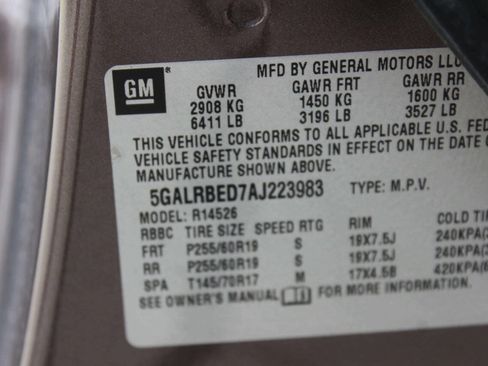 MFD BY GENERAL MOTORS LLC
GM GVWR GAWR FRT GAWR RR
2908 KG 1450 KG 1600 KG
6411 LB 3196 LB 3527 LB
THIS VEHICLE CONFORMS TO ALL APPLICABLE U.S. FED
VEHICLE SAFETY STANDARDS IN EFFECT ON THE DATE O
MANUFACTURE SHOWN ABOVE.
5GALRBED7AJ223983 TYPE: M.P.V.
MODEL: R14526
RBBC TIRE SIZE SPEED RTG RIM COLD TI
FRT P255/60R19 S 19X7.5J 240KPA(3
RR P255/60R19 S 19X7.5J 240KPA(3
SPA T145/70R17 M 17X4.5B 420KPA(6
SEE OWNER'S MANUAL FOR MORE INFORMATION